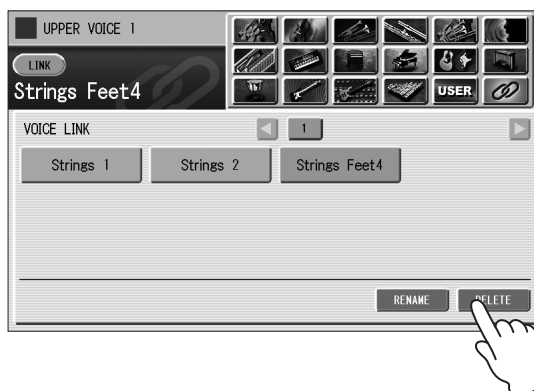 UPPER VOICE 1
LINK
Strings Feet4
USER
VOICE LINK
1
Strings 1 Strings 2 Strings Feet4
RENAME DELETE